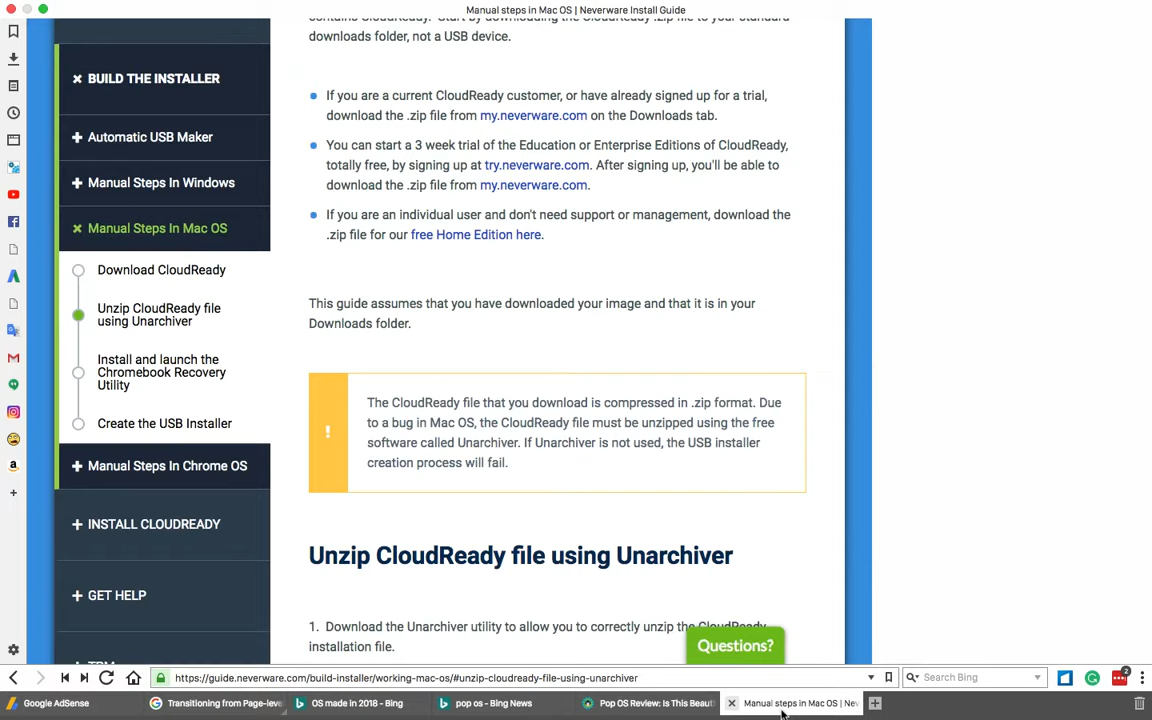 Manual steps in Mac OS | Neverware Install Guide
downloads folder, not a USB device.
BUILD THE INSTALLER
Automatic USB Maker
Manual Steps In Windows
Manual Steps In Mac OS
Download CloudReady
Unzip CloudReady file
using Unarchiver
Install and launch the
Chromebook Recovery
Utility
Create the USB Installer
Manual Steps In Chrome OS
INSTALL CLOUDREADY
GET HELP
If you are a current CloudReady customer, or have already signed up for a trial,
download the .zip file from my.neverware.com on the Downloads tab.
You can start a 3 week trial of the Education or Enterprise Editions of CloudReady,
totally free, by signing up at try.neverware.com. After signing up, you'll be able to
download the .zip file from my.neverware.com.
If you are an individual user and don't need support or management, download the
.zip file for our free Home Edition here.
This guide assumes that you have downloaded your image and that it is in your
Downloads folder.
The CloudReady file that you download is compressed in .zip format. Due
to a bug in Mac OS, the CloudReady file must be unzipped using the free
software called Unarchiver. If Unarchiver is not used, the USB installer
creation process will fail.
Unzip CloudReady file using Unarchiver
1. Download the Unarchiver utility to allow you to correctly unzip the CloudReady
installation file.
Questions?
https://guide.neverware.com/build-installer/working-mac-os/#unzip-cloudready-file-using-unarchiver
Search Bing
2
Google AdSense
Transitioning from Page-leve
OS made in 2018 - Bing
pop os - Bing News
Pop OS Review: Is This Beaut
Manual steps in Mac OS | Nev